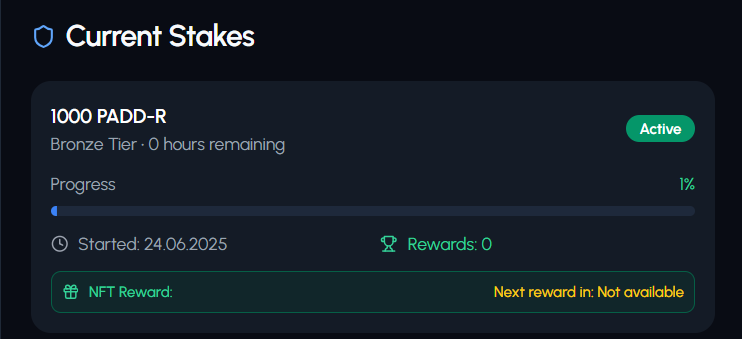 Current Stakes
1000 PADD-R
Active
Bronze Tier · 0 hours remaining
Progress
1%
Started: 24.06.2025
Rewards: 0
NFT Reward:
Next reward in: Not available